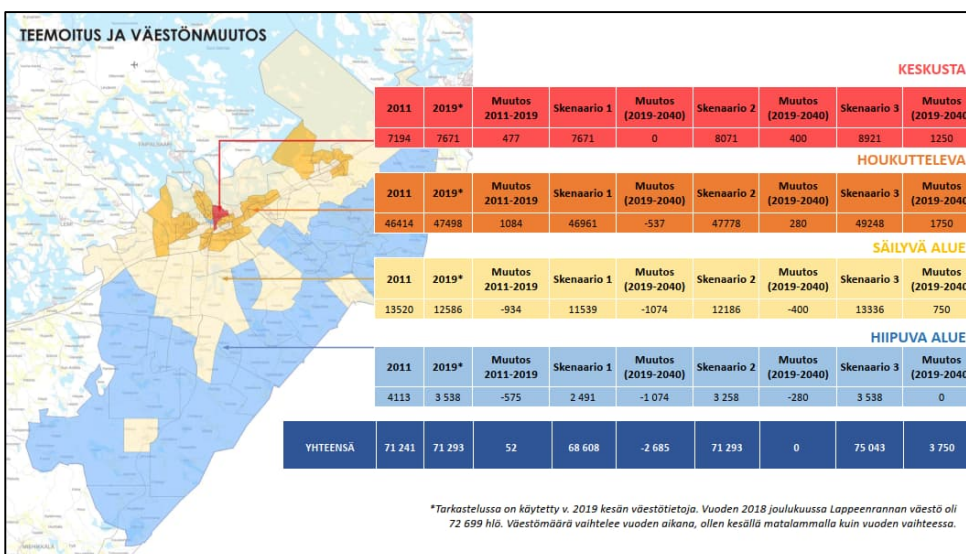 TEEMOITUS JA VÄESTÖNMUUTOS
KESKUSTA
2011 2019* Muutos 2011-2019 Skenaario 1 Muutos (2019-2040) Skenaario 2 Muutos (2019-2040) Skenaario 3 Muutos (2019-2040
7194 7671 477 7671 0 8071 400 8921 1250
HOUKUTTELEVA
2011 2019* Muutos 2011-2019 Skenaario 1 Muutos (2019-2040) Skenaario 2 Muutos (2019-2040) Skenaario 3 Muutos (2019-2040
46414 47498 1084 46961 -537 47778 280 49248 1750
SÄILYVÄ ALUE
2011 2019* Muutos 2011-2019 Skenaario 1 Muutos (2019-2040) Skenaario 2 Muutos (2019-2040) Skenaario 3 Muutos (2019-2040
13520 12586 -934 11539 -1074 12186 -400 13336 750
HIIPUVA ALUE
2011 2019* Muutos 2011-2019 Skenaario 1 Muutos (2019-2040) Skenaario 2 Muutos (2019-2040) Skenaario 3 Muutos (2019-2040
4113 3 538 -575 2 491 -1 074 3 258 -280 3 538 0
YHTEENSÄ 71 241 71 293 52 68 608 -2 685 71 293 0 75 043 3 750
*Tarkastelussa on käytetty v. 2019 kesän väestötietoja. Vuoden 2018 joulukuussa Lappeenrannan väestö oli
72 699 hlö. Väestömäärä vaihtelee vuoden aikana, ollen kesällä matalammalla kuin vuoden vaihteessa.